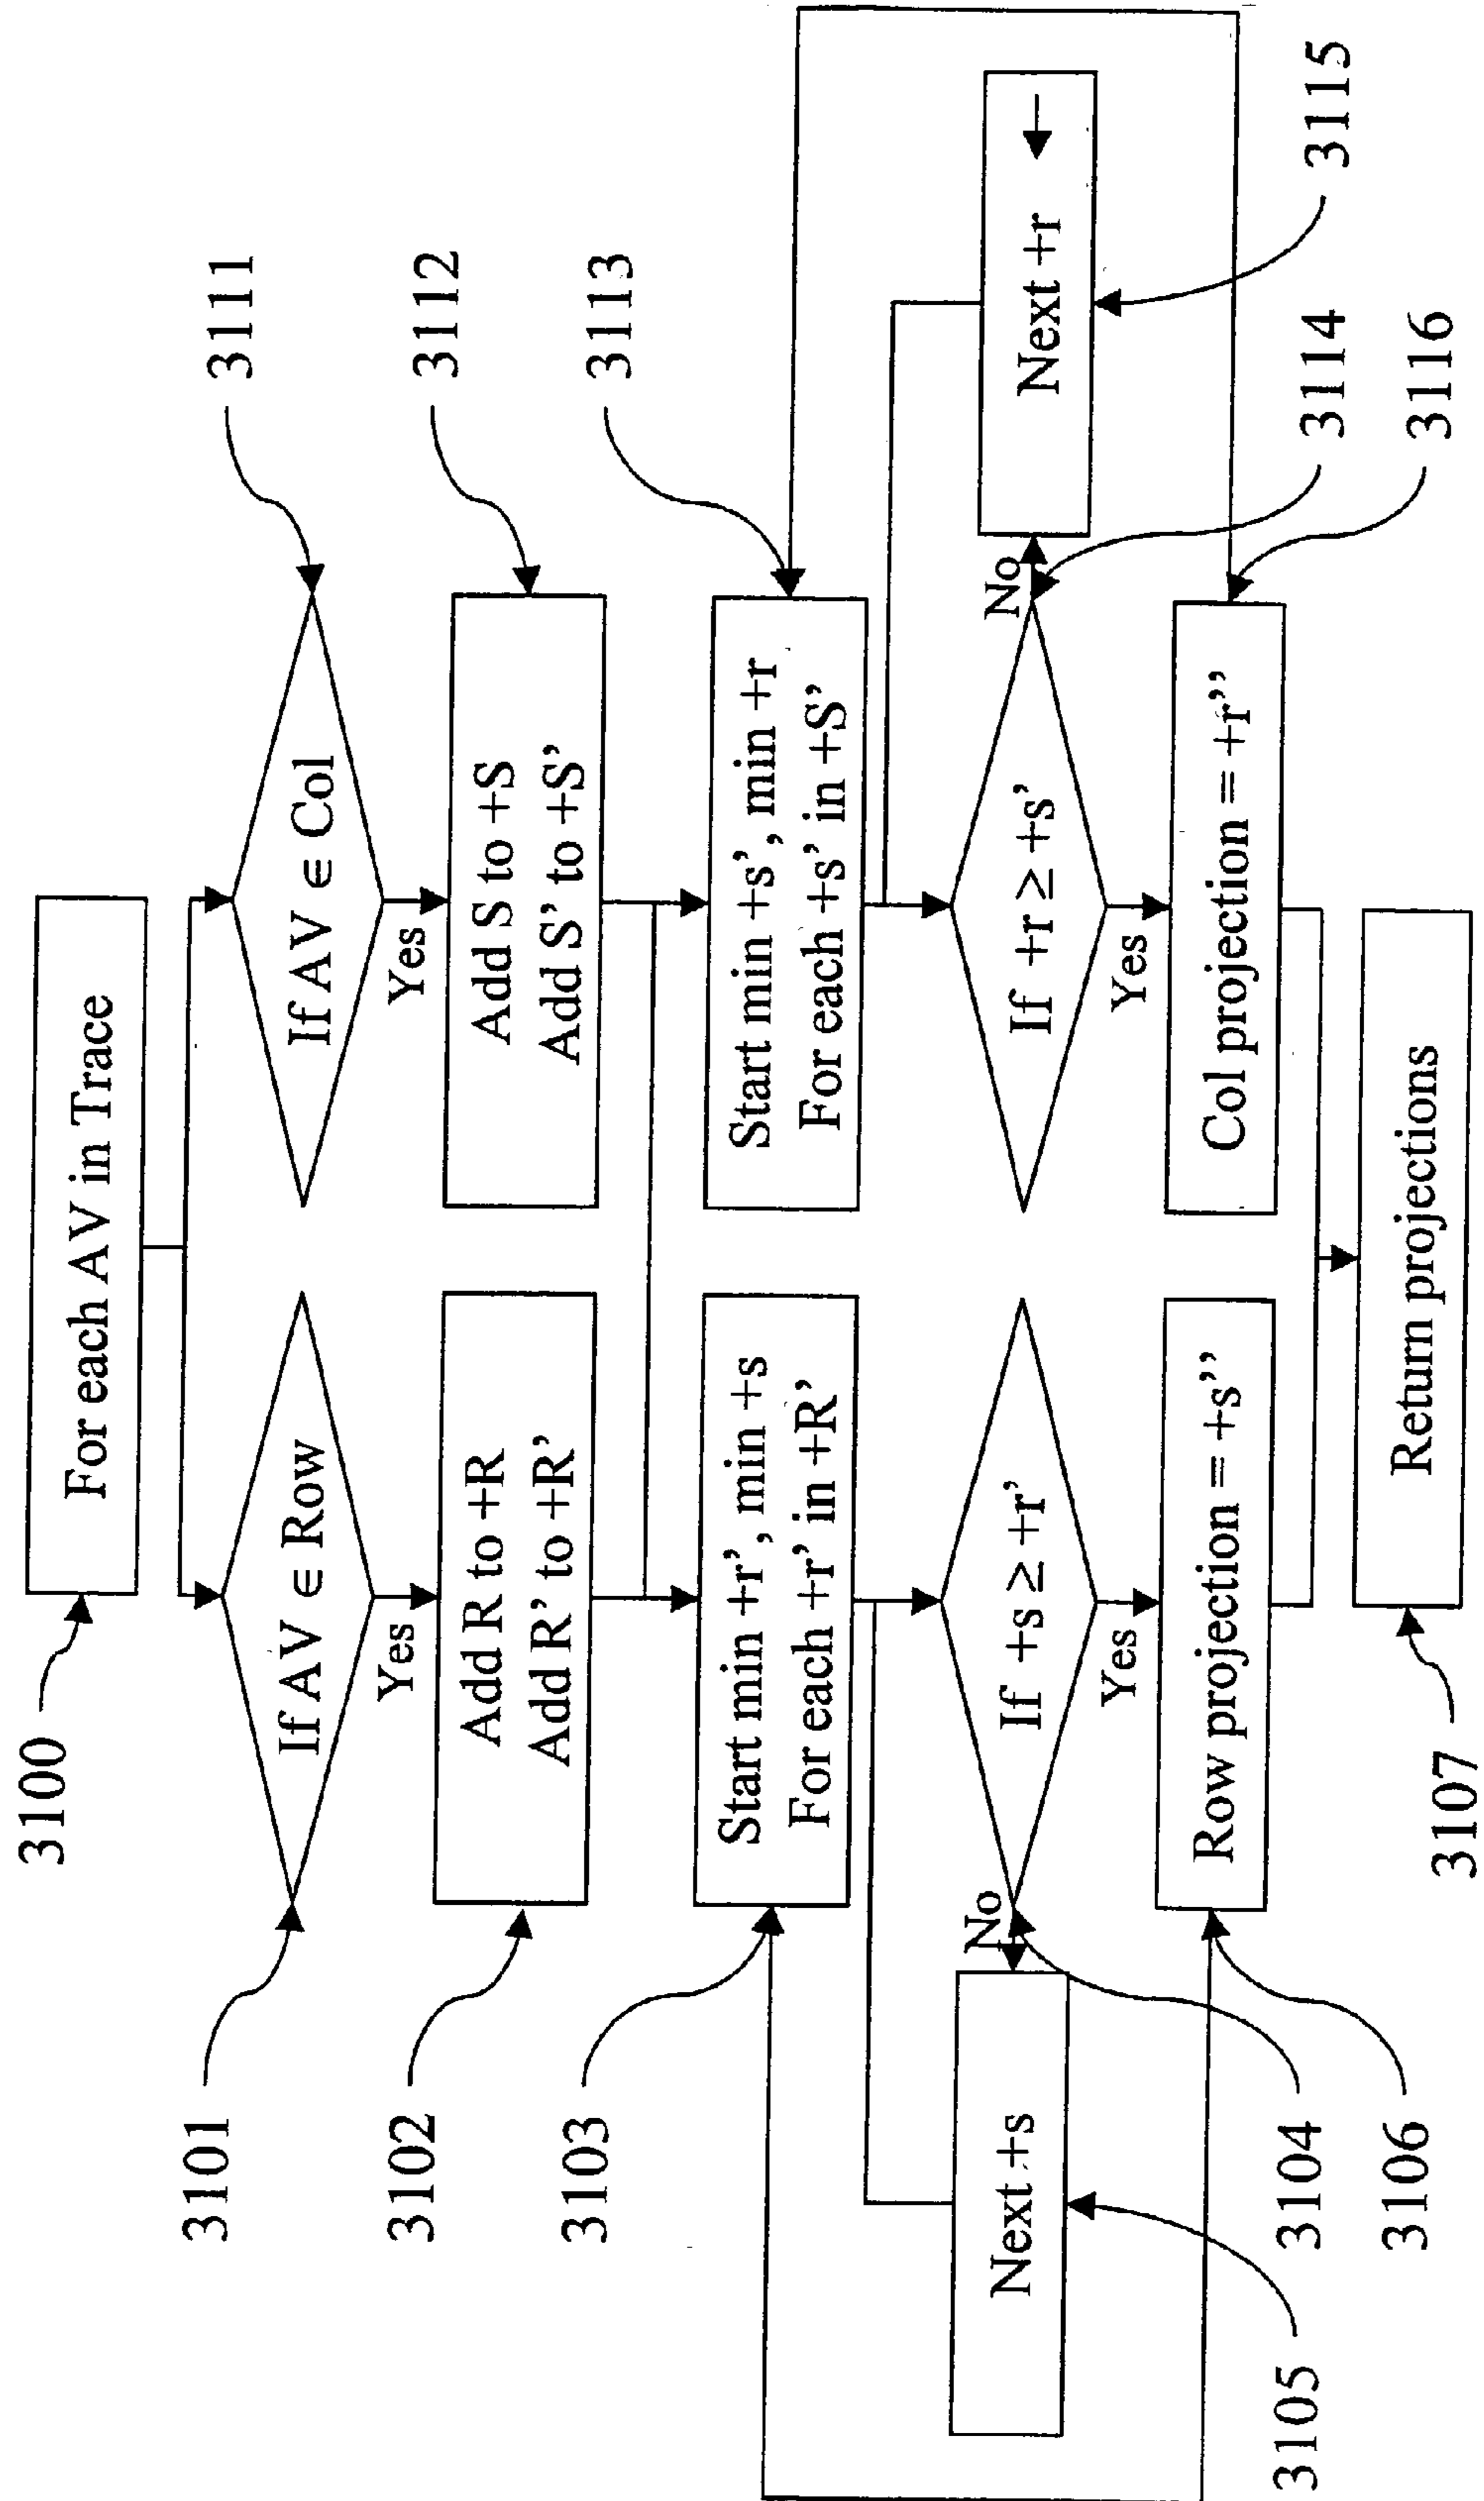 3100
For each AV in Trace
3101
If AV ∈ Row
If AV ∈ Col
3111
Yes
Yes
3102
Add R to +R
Add R’ to +R’
Add S to +S
Add S’ to +S’
3112
3103
Start min +r’, min +s
For each +r’ in +R’
Start min +s’, min +r
For each +s’ in +S’
3113
Next +s
No
If +s ≥ +r’
If +r ≥ +s’
No
Next +r
3105
3104
Yes
Yes
3114
3115
3106
Row projection = +s’’
Col projection = +r’’
3116
3107
Return projections